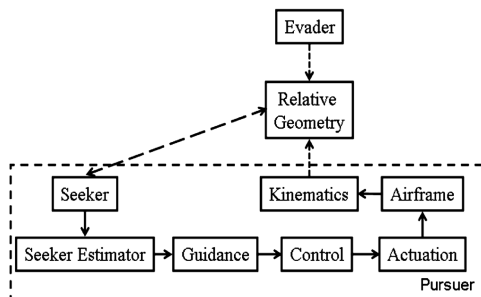 Evader
Relative
Geometry
Seeker
Kinematics
Airframe
Seeker Estimator
Guidance
Control
Actuation
Pursuer